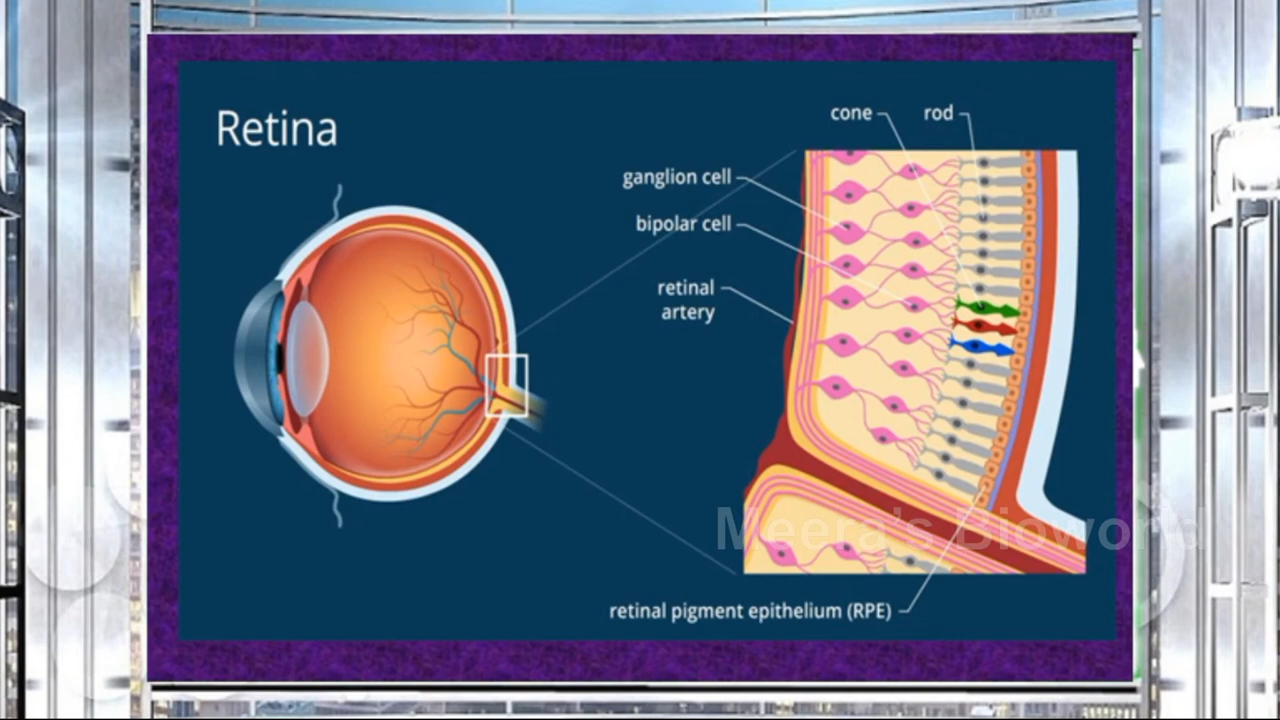 Retina
cone
rod
ganglion cell
bipolar cell
retinal
artery
Meera's Bioworld
retinal pigment epithelium (RPE)